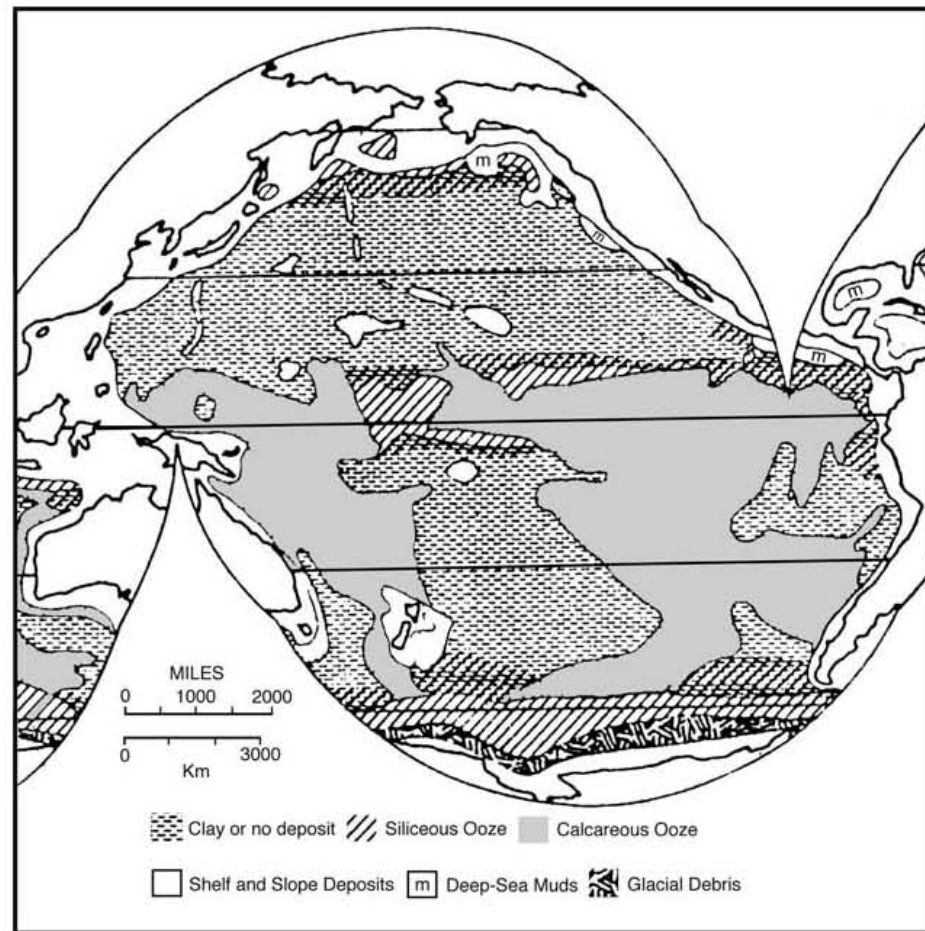 m
m
m
m
MILES
0 1000 2000
0 3000
Km
Clay or no deposit Siliceous Ooze Calcareous Ooze
Shelf and Slope Deposits m Deep-Sea Muds Glacial Debris